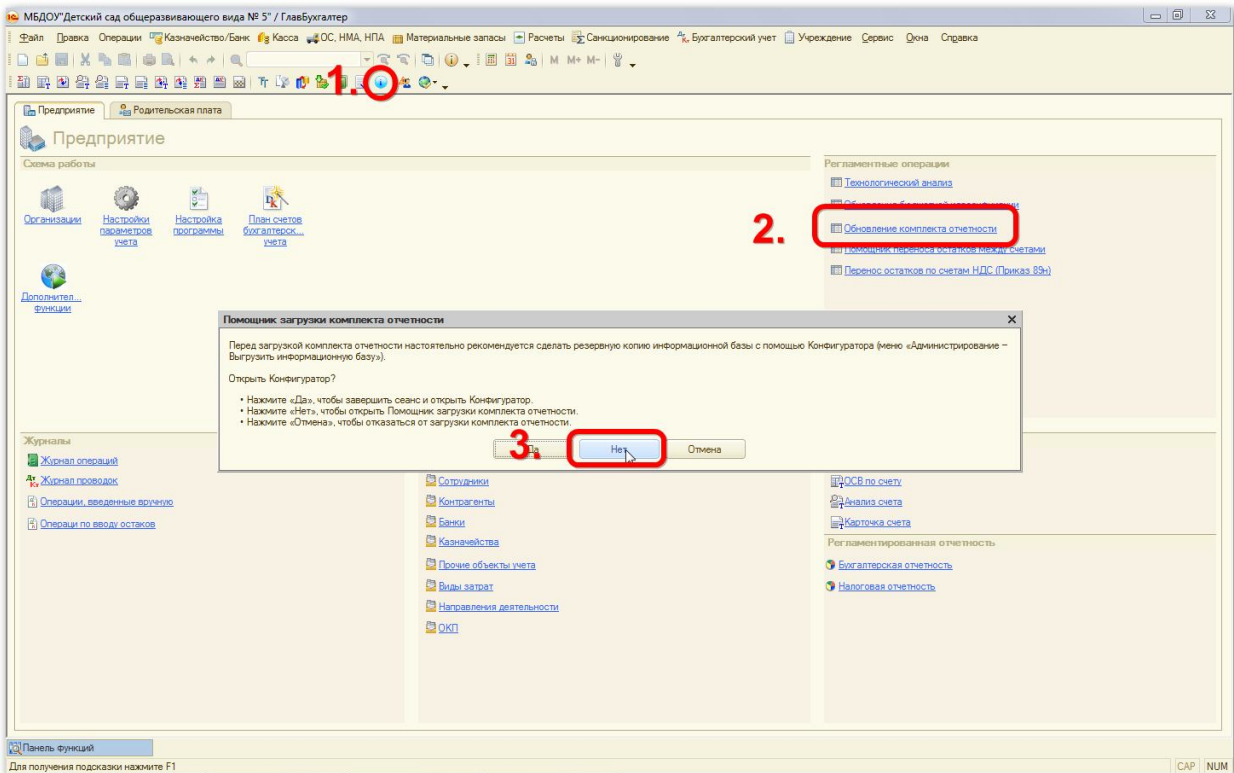 МБДОУ"Детский сад общеразвивающего вида № 5" / ГлавБухгалтер
Файл Правка Операции Казначейство/Банк Касса ОС, НМА, НПА Материальные запасы Расчеты Санкционирование Бухгалтерский учет Учреждение Сервис Окна Справка
M M+ M-
1.
Предприятие Родительская плата
Предприятие
Схема работы
Организации
Настройки параметров учета
Настройка программы
План счетов бухгалтерск... учета
Дополнител... функции
Регламентные операции
Технологический анализ
2.
Обновление комплекта отчетности
Помощник переноса остатков между счетами
Перенос остатков по счетам НДС (Приказ 89н)
Помощник загрузки комплекта отчетности
Перед загрузкой комплекта отчетности настоятельно рекомендуется сделать резервную копию информационной базы с помощью Конфигуратора (меню «Администрирование –
Выгрузить информационную базу»).
Открыть Конфигуратор?
• Нажмите «Да», чтобы завершить сеанс и открыть Конфигуратор.
• Нажмите «Нет», чтобы открыть Помощник загрузки комплекта отчетности.
• Нажмите «Отмена», чтобы отказаться от загрузки комплекта отчетности.
3.
Да Нет Отмена
Журналы
Журнал операций
Журнал проводок
Операции, введенные вручную
Операци по вводу остаков
Сотрудники
Контрагенты
Банки
Казначейства
Прочие объекты учета
Виды затрат
Направления деятельности
ОКП
ОСВ по счету
Анализ счета
Карточка счета
Регламентированная отчетность
Бухгалтерская отчетность
Налоговая отчетность
Панель функций
Для получения подсказки нажмите F1
CAP NUM